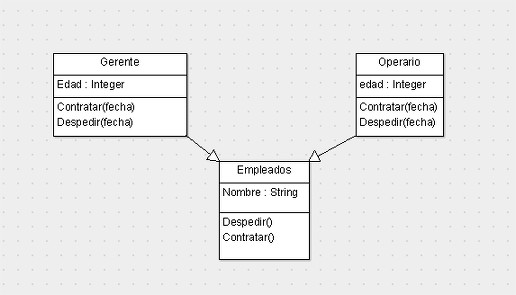 Gerente
Edad : Integer
Contratar(fecha)
Despedir(fecha)
Operario
edad : Integer
Contratar(fecha)
Despedir(fecha)
Empleados
Nombre : String
Despedir()
Contratar()